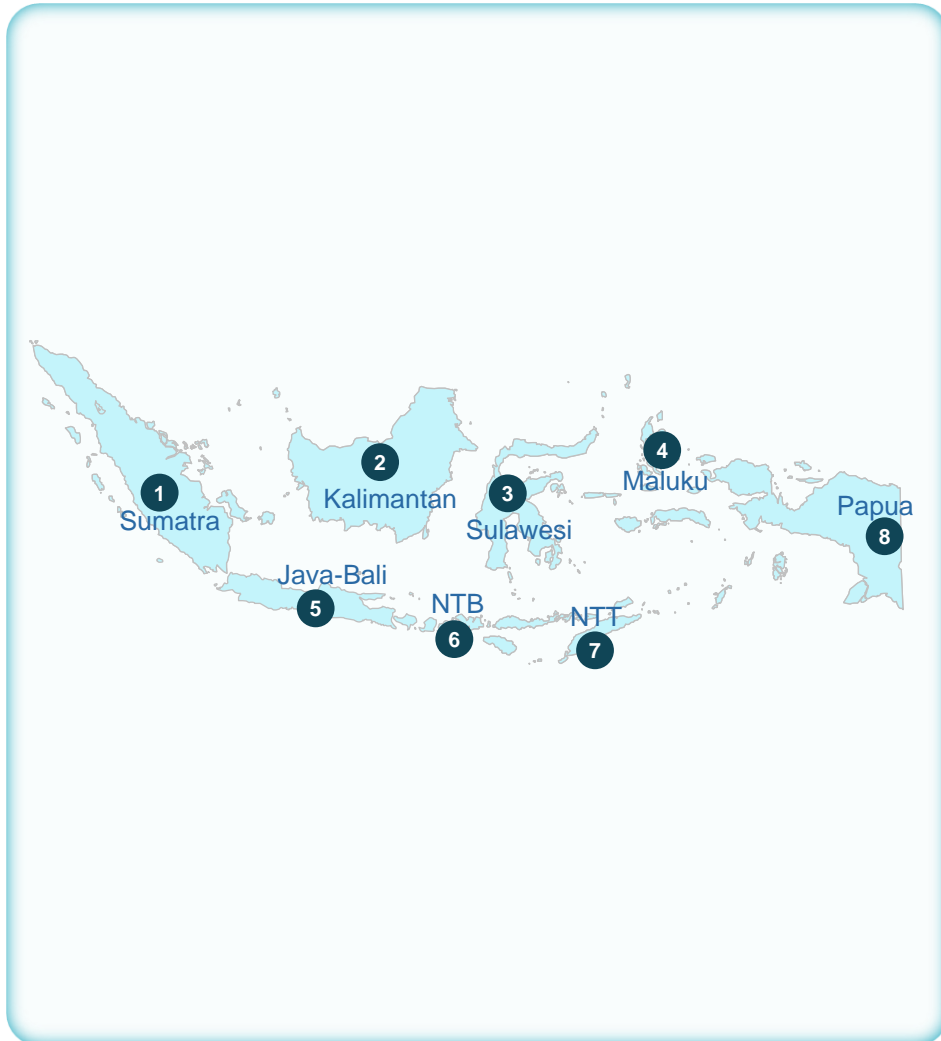 4
Maluku
2
Kalimantan
1
Sumatra
3
Sulawesi
Papua
8
Java-Bali
5
NTB
6
NTT
7